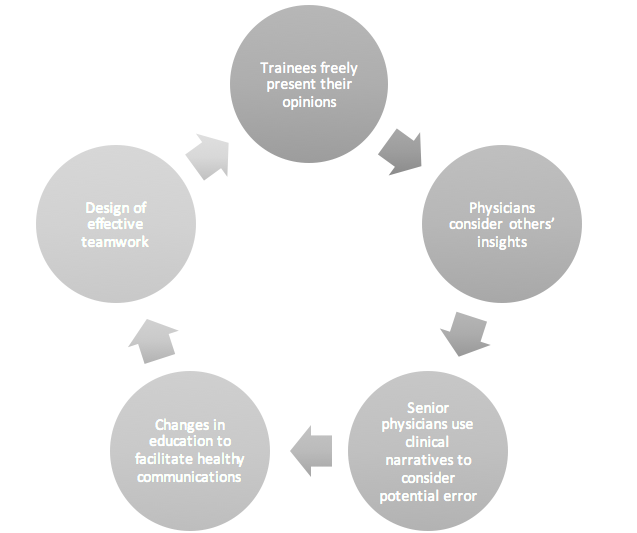 Trainees freely
present their
opinions
Physicians
consider others’
insights
Senior
physicians use
clinical
narratives to
consider
potential error
Changes in
education to
facilitate healthy
communications
Design of
effective
teamwork